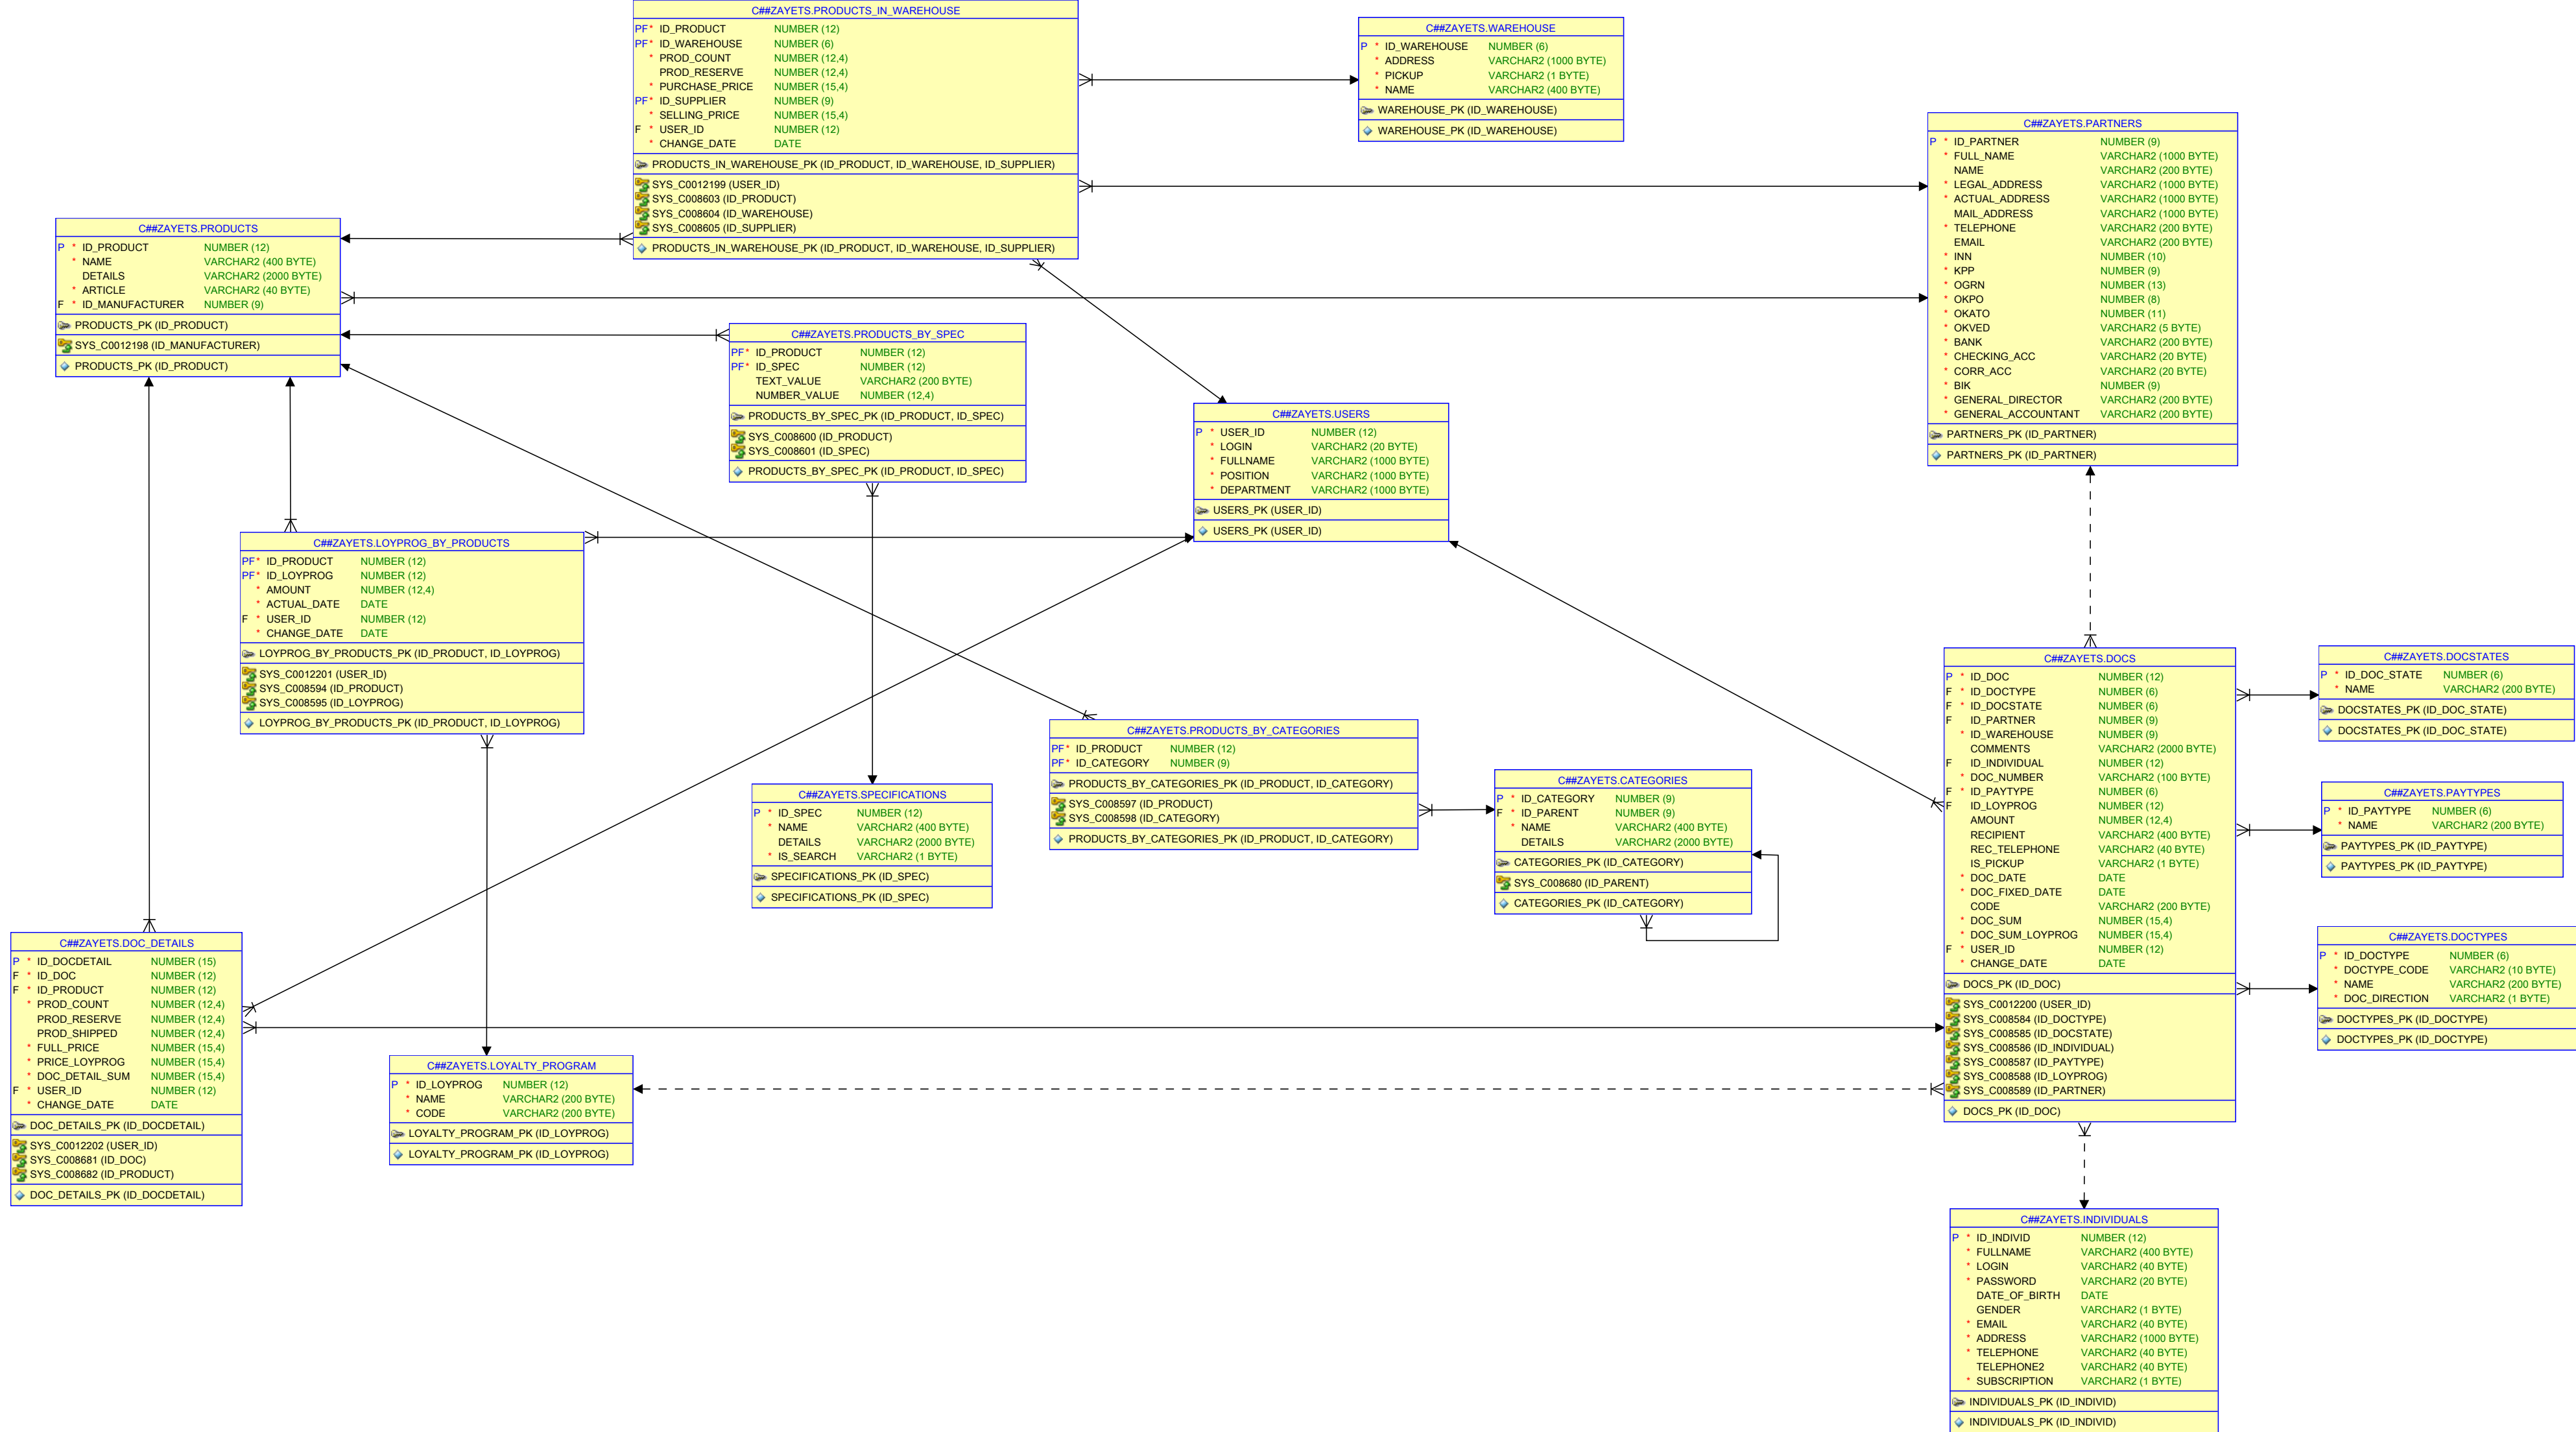 C##ZAYETS.PRODUCTS_IN_WAREHOUSE
PF* ID_PRODUCT NUMBER (12)
PF* ID_WAREHOUSE NUMBER (6)
* PROD_COUNT NUMBER (12,4)
PROD_RESERVE NUMBER (12,4)
* PURCHASE_PRICE NUMBER (15,4)
PF* ID_SUPPLIER NUMBER (9)
* SELLING_PRICE NUMBER (15,4)
F * USER_ID NUMBER (12)
* CHANGE_DATE DATE
PRODUCTS_IN_WAREHOUSE_PK (ID_PRODUCT, ID_WAREHOUSE, ID_SUPPLIER)
SYS_C0012199 (USER_ID)
SYS_C008603 (ID_PRODUCT)
SYS_C008604 (ID_WAREHOUSE)
SYS_C008605 (ID_SUPPLIER)
PRODUCTS_IN_WAREHOUSE_PK (ID_PRODUCT, ID_WAREHOUSE, ID_SUPPLIER)
C##ZAYETS.WAREHOUSE
P * ID_WAREHOUSE NUMBER (6)
* ADDRESS VARCHAR2 (1000 BYTE)
* PICKUP VARCHAR2 (1 BYTE)
* NAME VARCHAR2 (400 BYTE)
WAREHOUSE_PK (ID_WAREHOUSE)
WAREHOUSE_PK (ID_WAREHOUSE)
C##ZAYETS.PARTNERS
P * ID_PARTNER NUMBER (9)
* FULL_NAME VARCHAR2 (1000 BYTE)
NAME VARCHAR2 (200 BYTE)
* LEGAL_ADDRESS VARCHAR2 (1000 BYTE)
* ACTUAL_ADDRESS VARCHAR2 (1000 BYTE)
MAIL_ADDRESS VARCHAR2 (1000 BYTE)
* TELEPHONE VARCHAR2 (200 BYTE)
EMAIL VARCHAR2 (200 BYTE)
* INN NUMBER (10)
* KPP NUMBER (9)
* OGRN NUMBER (13)
* OKPO NUMBER (8)
* OKATO NUMBER (11)
* OKVED VARCHAR2 (5 BYTE)
* BANK VARCHAR2 (200 BYTE)
* CHECKING_ACC VARCHAR2 (20 BYTE)
* CORR_ACC VARCHAR2 (20 BYTE)
* BIK NUMBER (9)
* GENERAL_DIRECTOR VARCHAR2 (200 BYTE)
* GENERAL_ACCOUNTANT VARCHAR2 (200 BYTE)
PARTNERS_PK (ID_PARTNER)
PARTNERS_PK (ID_PARTNER)
C##ZAYETS.PRODUCTS
P * ID_PRODUCT NUMBER (12)
* NAME VARCHAR2 (400 BYTE)
DETAILS VARCHAR2 (2000 BYTE)
* ARTICLE VARCHAR2 (40 BYTE)
F * ID_MANUFACTURER NUMBER (9)
PRODUCTS_PK (ID_PRODUCT)
SYS_C0012198 (ID_MANUFACTURER)
PRODUCTS_PK (ID_PRODUCT)
C##ZAYETS.PRODUCTS_BY_SPEC
PF* ID_PRODUCT NUMBER (12)
PF* ID_SPEC NUMBER (12)
TEXT_VALUE VARCHAR2 (200 BYTE)
NUMBER_VALUE NUMBER (12,4)
PRODUCTS_BY_SPEC_PK (ID_PRODUCT, ID_SPEC)
SYS_C008600 (ID_PRODUCT)
SYS_C008601 (ID_SPEC)
PRODUCTS_BY_SPEC_PK (ID_PRODUCT, ID_SPEC)
C##ZAYETS.USERS
P * USER_ID NUMBER (12)
* LOGIN VARCHAR2 (20 BYTE)
* FULLNAME VARCHAR2 (1000 BYTE)
* POSITION VARCHAR2 (1000 BYTE)
* DEPARTMENT VARCHAR2 (1000 BYTE)
USERS_PK (USER_ID)
USERS_PK (USER_ID)
C##ZAYETS.LOYPROG_BY_PRODUCTS
PF* ID_PRODUCT NUMBER (12)
PF* ID_LOYPROG NUMBER (12)
* AMOUNT NUMBER (12,4)
* ACTUAL_DATE DATE
F * USER_ID NUMBER (12)
* CHANGE_DATE DATE
LOYPROG_BY_PRODUCTS_PK (ID_PRODUCT, ID_LOYPROG)
SYS_C0012201 (USER_ID)
SYS_C008594 (ID_PRODUCT)
SYS_C008595 (ID_LOYPROG)
LOYPROG_BY_PRODUCTS_PK (ID_PRODUCT, ID_LOYPROG)
C##ZAYETS.DOCS
P * ID_DOC NUMBER (12)
F * ID_DOCTYPE NUMBER (6)
F * ID_DOCSTATE NUMBER (6)
F ID_PARTNER NUMBER (9)
* ID_WAREHOUSE NUMBER (9)
COMMENTS VARCHAR2 (2000 BYTE)
F ID_INDIVIDUAL NUMBER (12)
* DOC_NUMBER VARCHAR2 (100 BYTE)
F * ID_PAYTYPE NUMBER (6)
F ID_LOYPROG NUMBER (12)
AMOUNT NUMBER (12,4)
RECIPIENT VARCHAR2 (400 BYTE)
REC_TELEPHONE VARCHAR2 (40 BYTE)
IS_PICKUP VARCHAR2 (1 BYTE)
* DOC_DATE DATE
* DOC_FIXED_DATE DATE
CODE VARCHAR2 (200 BYTE)
* DOC_SUM NUMBER (15,4)
* DOC_SUM_LOYPROG NUMBER (15,4)
F * USER_ID NUMBER (12)
* CHANGE_DATE DATE
DOCS_PK (ID_DOC)
SYS_C0012200 (USER_ID)
SYS_C008584 (ID_DOCTYPE)
SYS_C008585 (ID_DOCSTATE)
SYS_C008586 (ID_INDIVIDUAL)
SYS_C008587 (ID_PAYTYPE)
SYS_C008588 (ID_LOYPROG)
SYS_C008589 (ID_PARTNER)
DOCS_PK (ID_DOC)
C##ZAYETS.DOCSTATES
P * ID_DOC_STATE NUMBER (6)
* NAME VARCHAR2 (200 BYTE)
DOCSTATES_PK (ID_DOC_STATE)
DOCSTATES_PK (ID_DOC_STATE)
C##ZAYETS.PRODUCTS_BY_CATEGORIES
PF* ID_PRODUCT NUMBER (12)
PF* ID_CATEGORY NUMBER (9)
PRODUCTS_BY_CATEGORIES_PK (ID_PRODUCT, ID_CATEGORY)
SYS_C008597 (ID_PRODUCT)
SYS_C008598 (ID_CATEGORY)
PRODUCTS_BY_CATEGORIES_PK (ID_PRODUCT, ID_CATEGORY)
C##ZAYETS.CATEGORIES
P * ID_CATEGORY NUMBER (9)
F * ID_PARENT NUMBER (9)
* NAME VARCHAR2 (400 BYTE)
DETAILS VARCHAR2 (2000 BYTE)
CATEGORIES_PK (ID_CATEGORY)
SYS_C008680 (ID_PARENT)
CATEGORIES_PK (ID_CATEGORY)
C##ZAYETS.PAYTYPES
P * ID_PAYTYPE NUMBER (6)
* NAME VARCHAR2 (200 BYTE)
PAYTYPES_PK (ID_PAYTYPE)
PAYTYPES_PK (ID_PAYTYPE)
C##ZAYETS.SPECIFICATIONS
P * ID_SPEC NUMBER (12)
* NAME VARCHAR2 (400 BYTE)
DETAILS VARCHAR2 (2000 BYTE)
* IS_SEARCH VARCHAR2 (1 BYTE)
SPECIFICATIONS_PK (ID_SPEC)
SPECIFICATIONS_PK (ID_SPEC)
C##ZAYETS.DOCTYPES
P * ID_DOCTYPE NUMBER (6)
* DOCTYPE_CODE VARCHAR2 (10 BYTE)
* NAME VARCHAR2 (200 BYTE)
* DOC_DIRECTION VARCHAR2 (1 BYTE)
DOCTYPES_PK (ID_DOCTYPE)
DOCTYPES_PK (ID_DOCTYPE)
C##ZAYETS.DOC_DETAILS
P * ID_DOCDETAIL NUMBER (15)
F * ID_DOC NUMBER (12)
F * ID_PRODUCT NUMBER (12)
* PROD_COUNT NUMBER (12,4)
PROD_RESERVE NUMBER (12,4)
PROD_SHIPPED NUMBER (12,4)
* FULL_PRICE NUMBER (15,4)
* PRICE_LOYPROG NUMBER (15,4)
* DOC_DETAIL_SUM NUMBER (15,4)
F * USER_ID NUMBER (12)
* CHANGE_DATE DATE
DOC_DETAILS_PK (ID_DOCDETAIL)
SYS_C0012202 (USER_ID)
SYS_C008681 (ID_DOC)
SYS_C008682 (ID_PRODUCT)
DOC_DETAILS_PK (ID_DOCDETAIL)
C##ZAYETS.LOYALTY_PROGRAM
P * ID_LOYPROG NUMBER (12)
* NAME VARCHAR2 (200 BYTE)
* CODE VARCHAR2 (200 BYTE)
LOYALTY_PROGRAM_PK (ID_LOYPROG)
LOYALTY_PROGRAM_PK (ID_LOYPROG)
C##ZAYETS.INDIVIDUALS
P * ID_INDIVID NUMBER (12)
* FULLNAME VARCHAR2 (400 BYTE)
* LOGIN VARCHAR2 (40 BYTE)
* PASSWORD VARCHAR2 (20 BYTE)
DATE_OF_BIRTH DATE
GENDER VARCHAR2 (1 BYTE)
* EMAIL VARCHAR2 (40 BYTE)
* ADDRESS VARCHAR2 (1000 BYTE)
* TELEPHONE VARCHAR2 (40 BYTE)
TELEPHONE2 VARCHAR2 (40 BYTE)
* SUBSCRIPTION VARCHAR2 (1 BYTE)
INDIVIDUALS_PK (ID_INDIVID)
INDIVIDUALS_PK (ID_INDIVID)